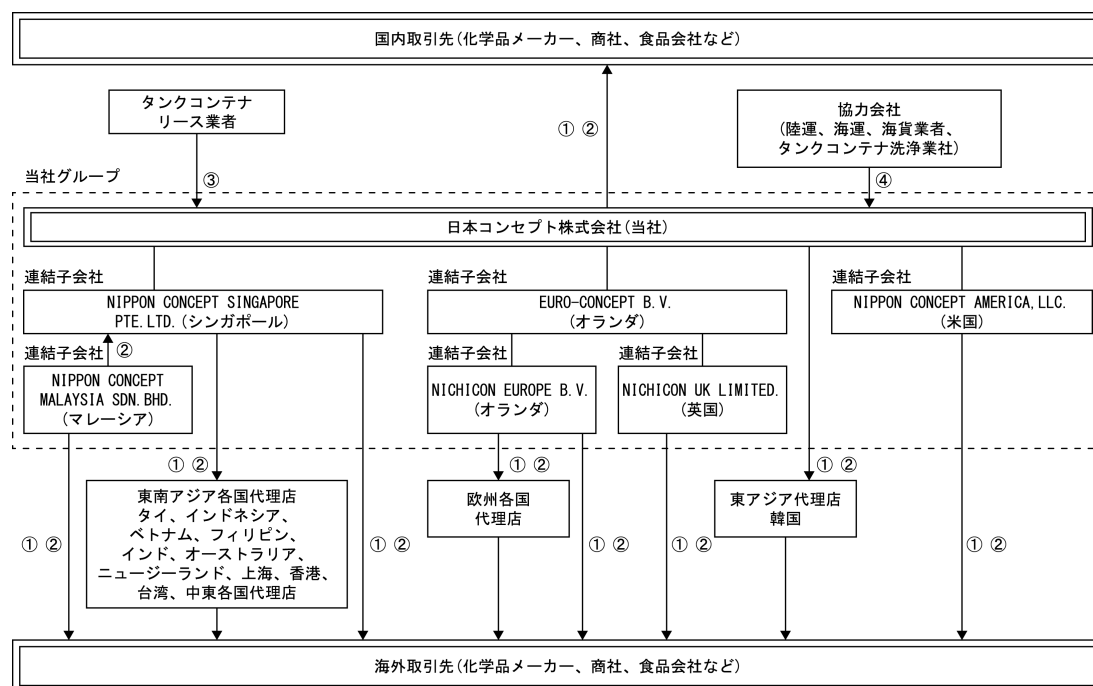 国内取引先(化学品メーカー、商社、食品会社など)
タンクコンテナ
リース業者
① ②
協力会社
(陸運、海運、海貨業者、
タンクコンテナ洗浄業社)
当社グループ
③
④
日本コンセプト株式会社(当社)
連結子会社
NIPPON CONCEPT SINGAPORE
PTE.LTD.(シンガポール)
連結子会社
EURO-CONCEPT B.V.
(オランダ)
連結子会社
NIPPON CONCEPT AMERICA,LLC.
(米国)
連結子会社
②
NIPPON CONCEPT
MALAYSIA SDN.BHD.
(マレーシア)
連結子会社
NICHICON EUROPE B.V.
(オランダ)
連結子会社
NICHICON UK LIMITED.
(英国)
① ②
① ②
① ②
東南アジア各国代理店
タイ、インドネシア、
ベトナム、フィリピン、
インド、オーストラリア、
ニュージーランド、上海、香港、
台湾、中東各国代理店
欧州各国
代理店
東アジア代理店
韓国
① ②
① ②
① ②
① ②
① ②
海外取引先(化学品メーカー、商社、食品会社など)